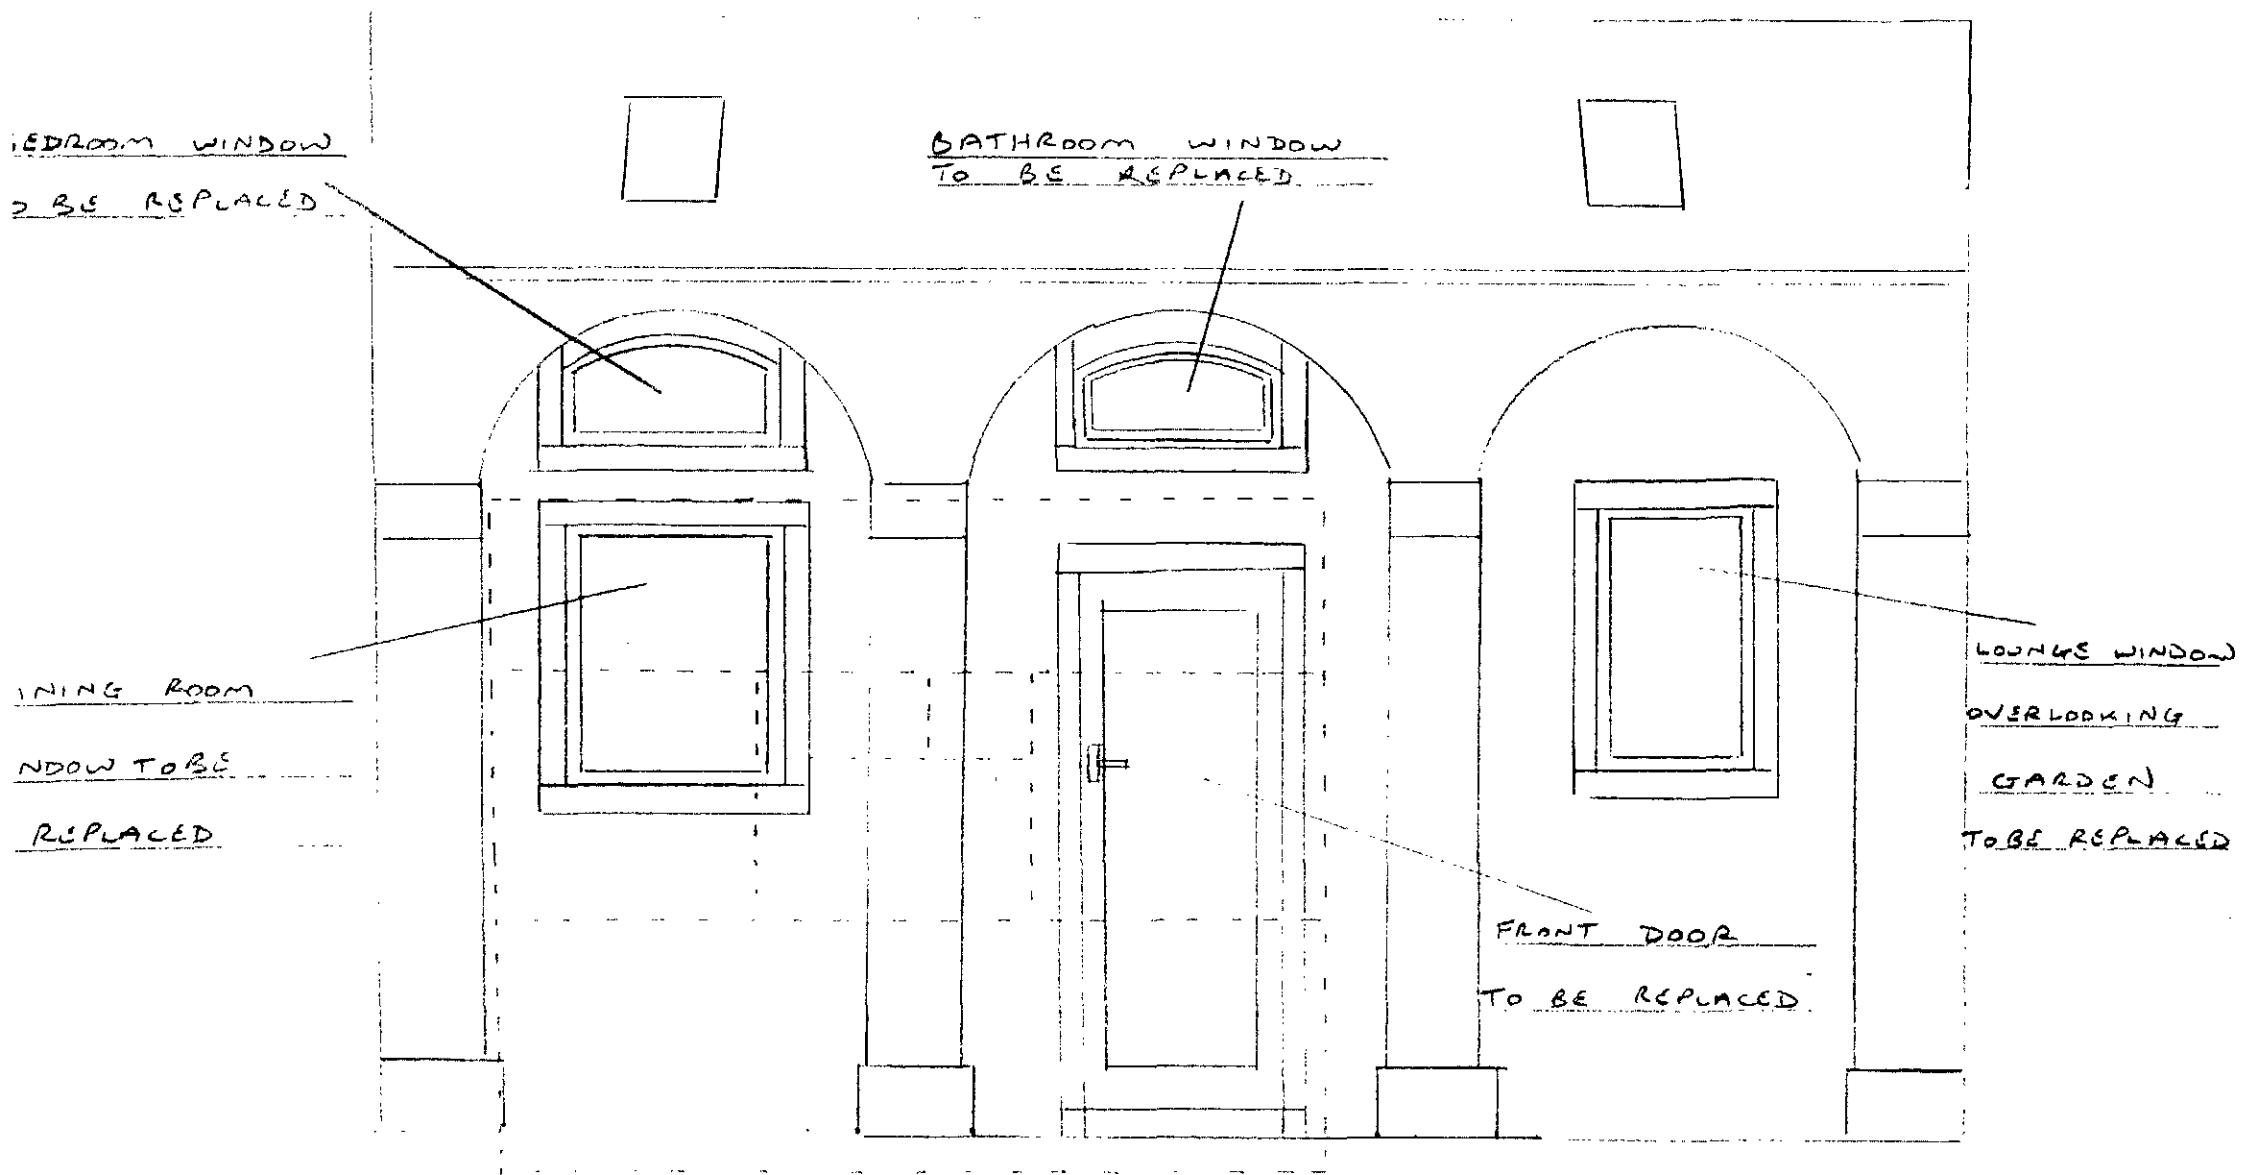 EDROOM WINDOW
BE REPLACED
BATHROOM WINDOW
TO BE REPLACED
INING ROOM
NDOW TO BE
REPLACED
LOUNGE WINDOW
OVERLOOKING
GARDEN
TO BE REPLACED
FRONT DOOR
TO BE REPLACED